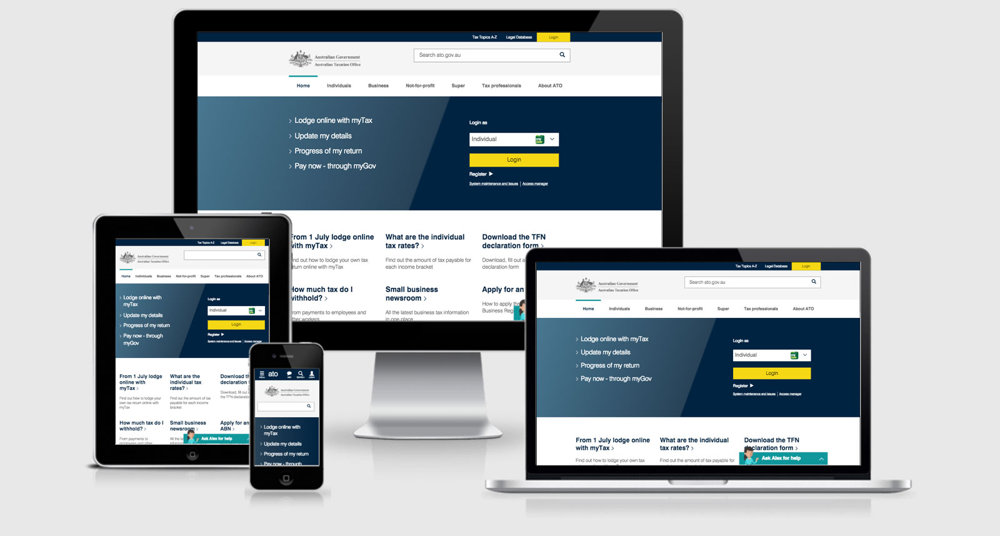 Tax Topics A-Z Legal Database Login
Australian Government
Australian Taxation Office
Search ato.gov.au
Home Individuals Business Not-for-profit Super Tax professionals About ATO
Lodge online with myTax
Update my details
Progress of my return
Pay now - through myGov
Login as
Individual
my
Gov
Login
Register
System maintenance and issues | Access manager
From 1 July lodge online
with myTax
What are the individual
tax rates?
Download the TFN
declaration form
find out how to lodge your own tax
return online with myTax
Find out the amount of tax payable for
each income bracket
Download, fill out a
declaration form
How much tax do I
withhold?
Small business
newsroom
Apply for an
From payments to employees and
other workers
All the latest business tax information
in one place
How to apply
Business
Tax Topics A-Z Legal Database Login
Australian Government
Australian Taxation Office
Home Individuals Business Not-for-profit Super Tax professionals About ATO
Lodge online with
myTax
Update my details
Progress of my return
Pay now - through
myGov
Login as
Individual
Login
Register
System maintenance and issues | Access manager
From 1 July lodge
online with
myTax
What are the
individual tax
rates?
Download th
declaration f
Find out how to lodge your
own tax return online with
myTax
Find out the amount of tax
payable for each income
bracket
Download, fill out
the TFN declaration
How much tax do I
withhold?
Small business
newsroom
Apply for an
ABN
From payments to
employees and other
All the
Ask Alex for help
MENU
ato
ASK
SEARCH
LOGIN
Australian Government
Australian Taxation Office
Lodge online with
myTax
Update my details
Progress of my return
Pay now - through
Tax Topics A-Z Legal Database Login
Australian Government
Australian Taxation Office
Search ato.gov.au
Home Individuals Business Not-for-profit Super Tax professionals About ATO
Lodge online with myTax
Update my details
Progress of my return
Pay now - through myGov
Login as
Individual
my
Gov
Login
Register
System maintenance and issues | Access manager
From 1 July lodge online
with myTax
What are the individual
tax rates?
Download the TFN
declaration form
Find out how to lodge your own tax
Find out the amount of tax payable for
Ask Alex for help